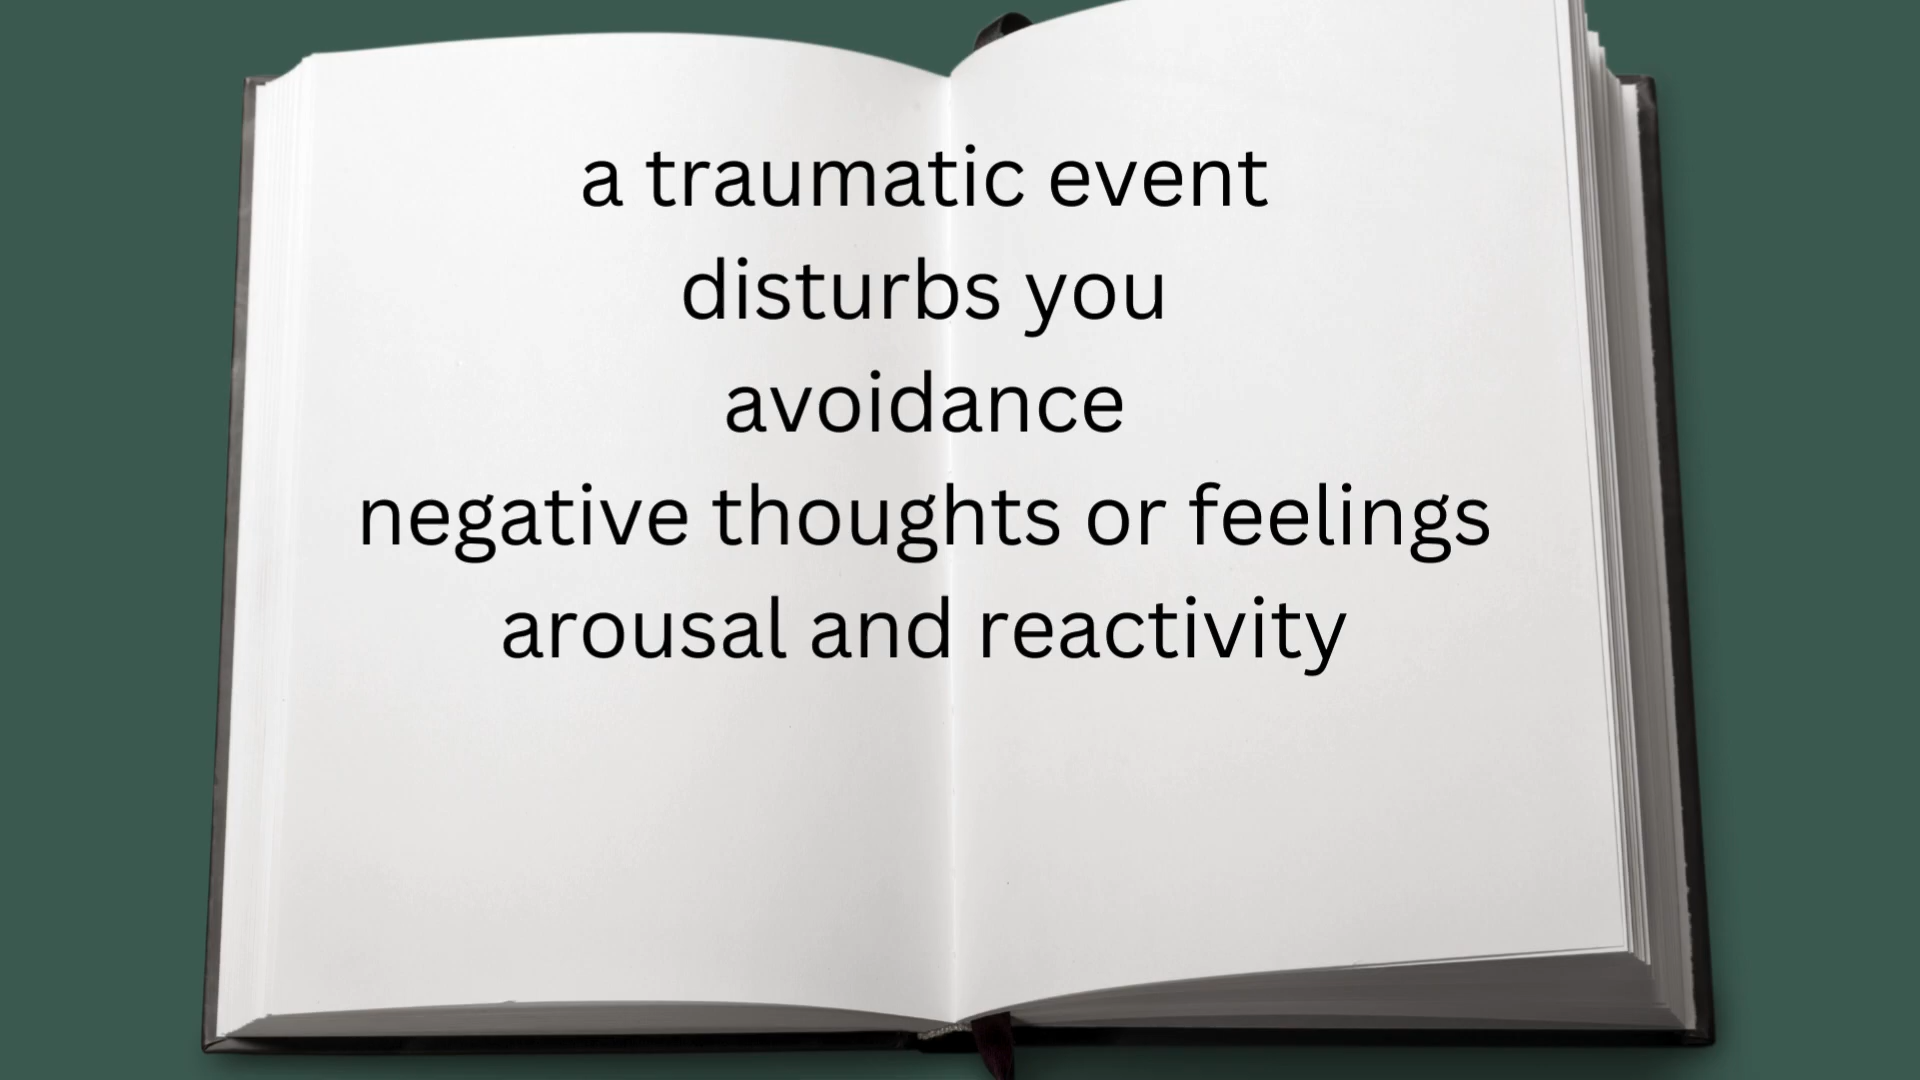 a traumatic event
disturbs you
avoidance
negative thoughts or feelings
arousal and reactivity